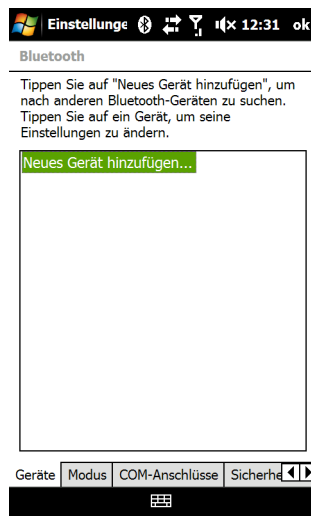 Einstellunge 12:31 ok
Bluetooth
Tippen Sie auf "Neues Gerät hinzufügen", um
nach anderen Bluetooth-Geräten zu suchen.
Tippen Sie auf ein Gerät, um seine
Einstellungen zu ändern.
Neues Gerät hinzufügen...
Geräte Modus COM-Anschlüsse Sicherhe